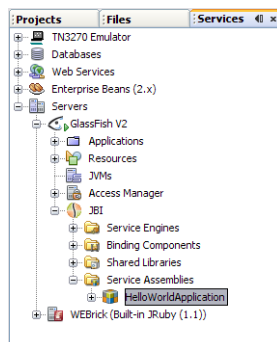 Projects Files Services
TN3270 Emulator
Databases
Web Services
Enterprise Beans (2.x)
Servers
GlassFish V2
Applications
Resources
JVMs
Access Manager
JBI
Service Engines
Binding Components
Shared Libraries
Service Assemblies
HelloWorldApplication
WEBrick (Built-in JRuby (1.1))